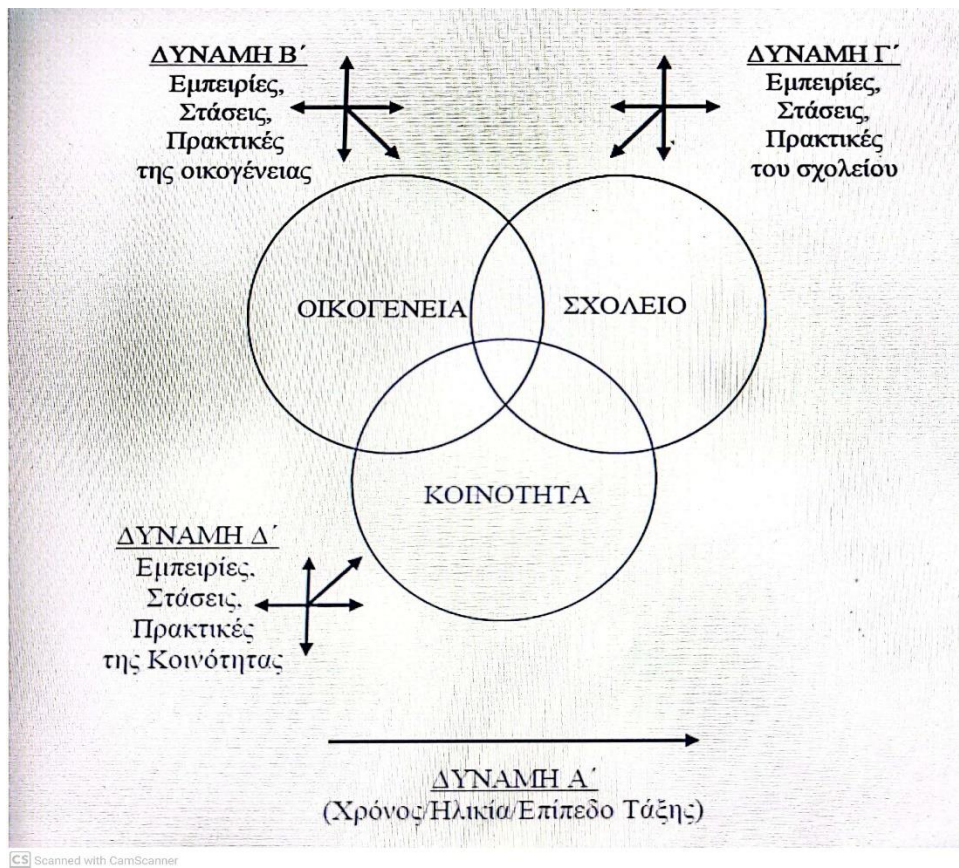 ΔΥΝΑΜΗ Β΄
Εμπειρίες,
Στάσεις,
Πρακτικές
της οικογένειας
ΔΥΝΑΜΗ Γ΄
Εμπειρίες,
Στάσεις,
Πρακτικές
του σχολείου
ΟΙΚΟΓΕΝΕΙΑ
ΣΧΟΛΕΙΟ
ΚΟΙΝΟΤΗΤΑ
ΔΥΝΑΜΗ Δ΄
Εμπειρίες,
Στάσεις,
Πρακτικές
της Κοινότητας
ΔΥΝΑΜΗ Α΄
(Χρόνος/Ηλικία/Επίπεδο Τάξης)
CS Scanned with CamScanner